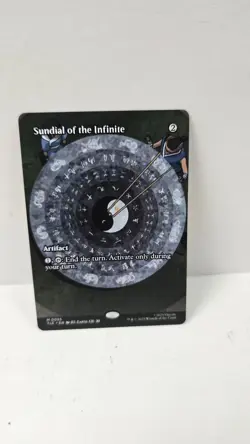 Sundial of the Infinite 2
Artifact
1, : End the turn. Activate only during
your turn.